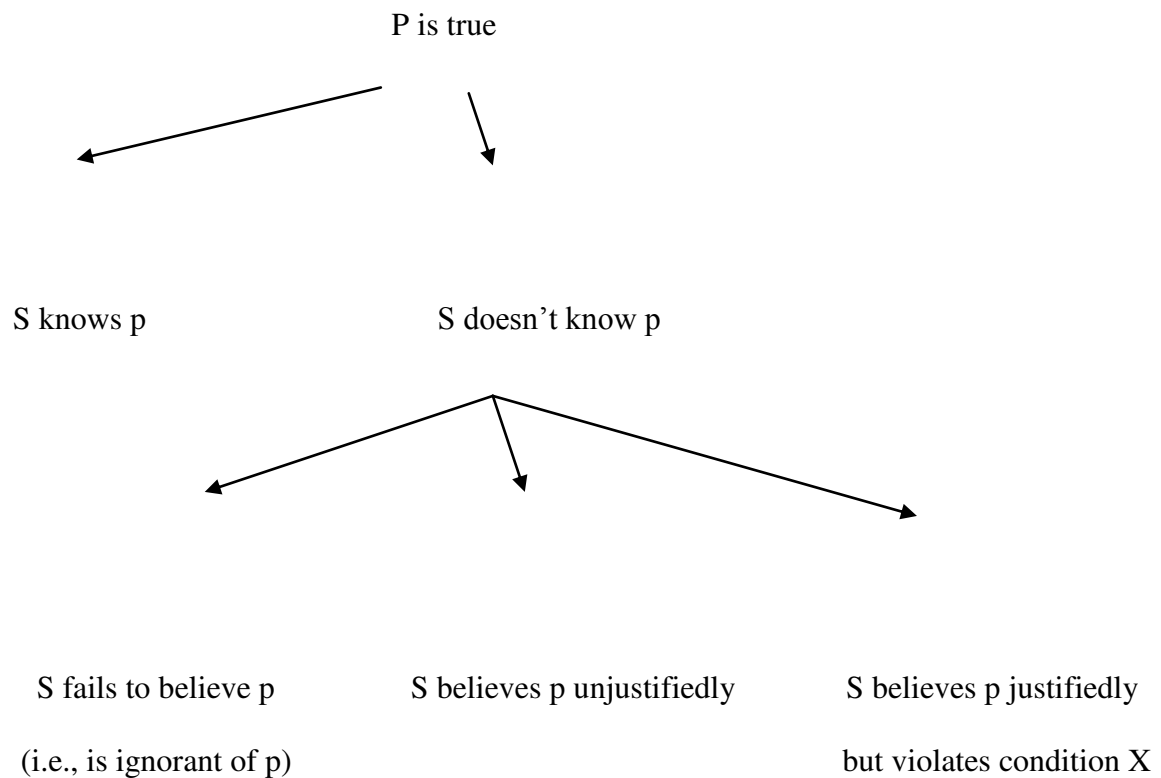 P is true
S knows p
S doesn’t know p
S fails to believe p
(i.e., is ignorant of p)
S believes p unjustifiedly
S believes p justifiedly
but violates condition X